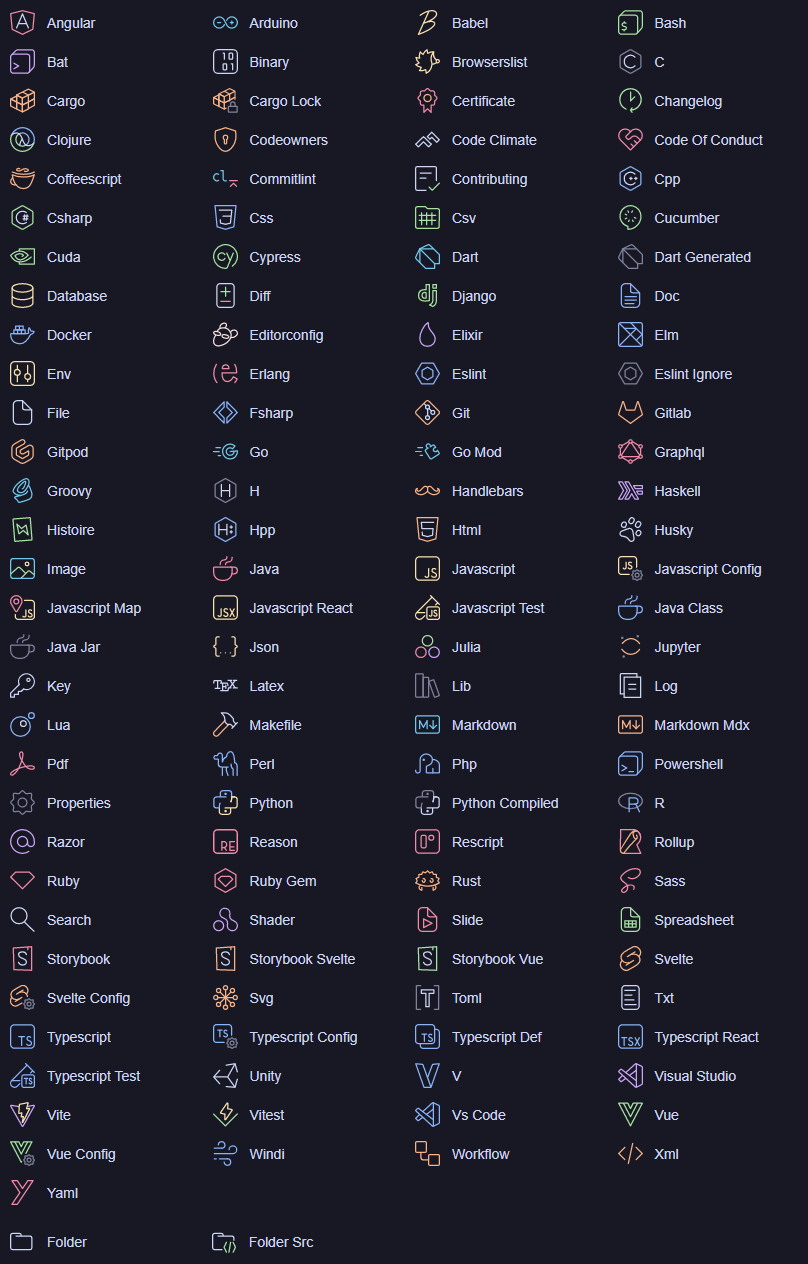 Angular Arduino Babel Bash
Bat Binary Browserslist C
Cargo Cargo Lock Certificate Changelog
Clojure Codeowners Code Climate Code Of Conduct
Coffeescript Commitlint Contributing Cpp
Csharp Css Csv Cucumber
Cuda Cypress Dart Dart Generated
Database Diff Django Doc
Docker Editorconfig Elixir Elm
Env Erlang Eslint Eslint Ignore
File Fsharp Git Gitlab
Gitpod Go Go Mod Graphql
Groovy H Handlebars Haskell
Histoire Hpp Html Husky
Image Java Javascript Javascript Config
Javascript Map Javascript React Javascript Test Java Class
Java Jar Json Julia Jupyter
Key Latex Lib Log
Lua Makefile Markdown Markdown Mdx
Pdf Perl Php Powershell
Properties Python Python Compiled R
Razor Reason Rescript Rollup
Ruby Ruby Gem Rust Sass
Search Shader Slide Spreadsheet
Storybook Storybook Svelte Storybook Vue Svelte
Svelte Config Svg Toml Txt
Typescript Typescript Config Typescript Def Typescript React
Typescript Test Unity V Visual Studio
Vite Vitest Vs Code Vue
Vue Config Windi Workflow Xml
Yaml
Folder Folder Src